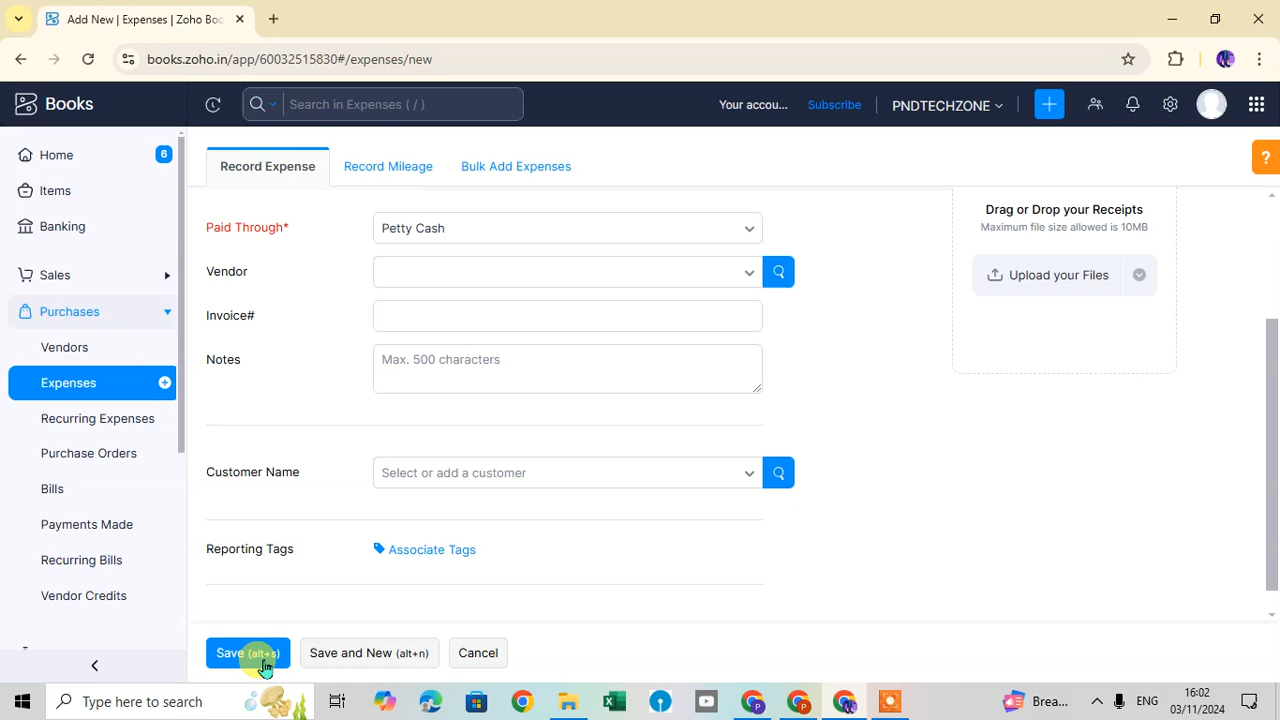 Add New | Expenses | Zoho Boo
books.zoho.in/app/60032515830#/expenses/new
Books
Search in Expenses ( / )
Your accou...
Subscribe
PNDTECHZONE
Home
6
Items
Banking
Sales
Purchases
Vendors
Expenses
Recurring Expenses
Purchase Orders
Bills
Payments Made
Recurring Bills
Vendor Credits
Record Expense
Record Mileage
Bulk Add Expenses
Paid Through*
Petty Cash
Vendor
Invoice#
Notes
Max. 500 characters
Customer Name
Select or add a customer
Reporting Tags
Associate Tags
Drag or Drop your Receipts
Maximum file size allowed is 10MB
Upload your Files
?
Save (alt+s)
Save and New (alt+n)
Cancel
Type here to search
Brea...
ENG
16:02
03/11/2024